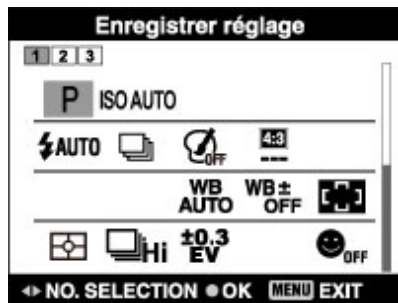 Enregistrer réglage
1 2 3
P ISO AUTO
AUTO OFF 4:3 ---
WB AUTO WB± OFF
Hi ±0.3 EV OFF
NO. SELECTION OK MENU EXIT